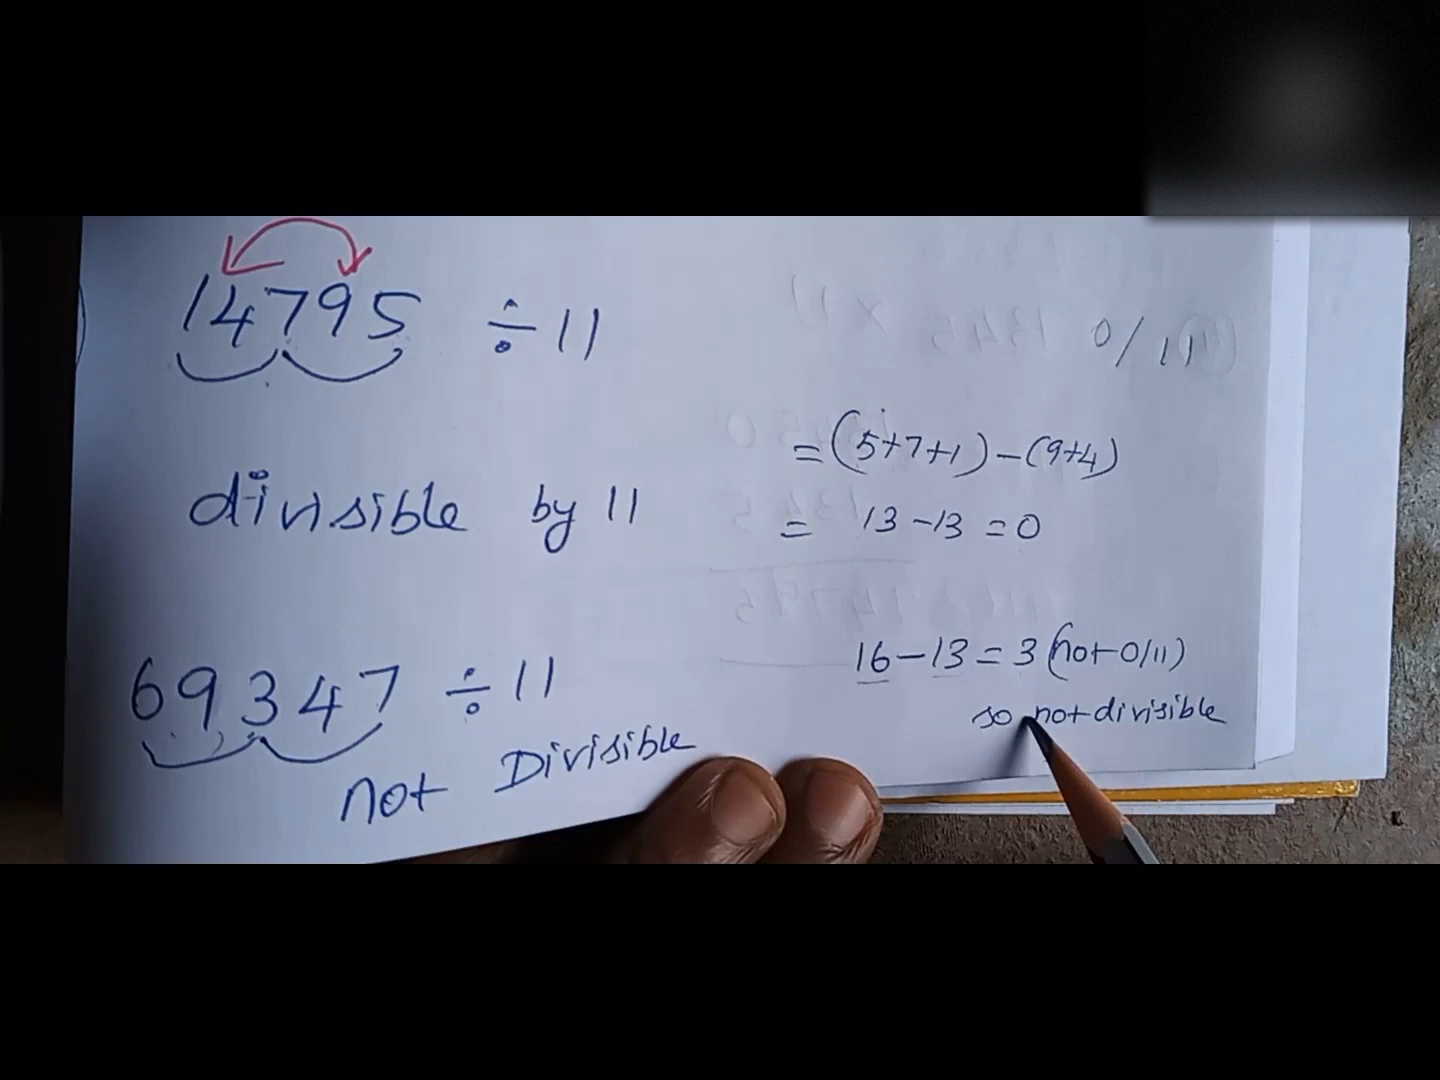 14795 ÷ 11
= (5+7+1) - (9+4)
divisible by 11
= 13 - 13 = 0
16 - 13 = 3 (not 0/11)
so not divisible
69347 ÷ 11
not Divisible